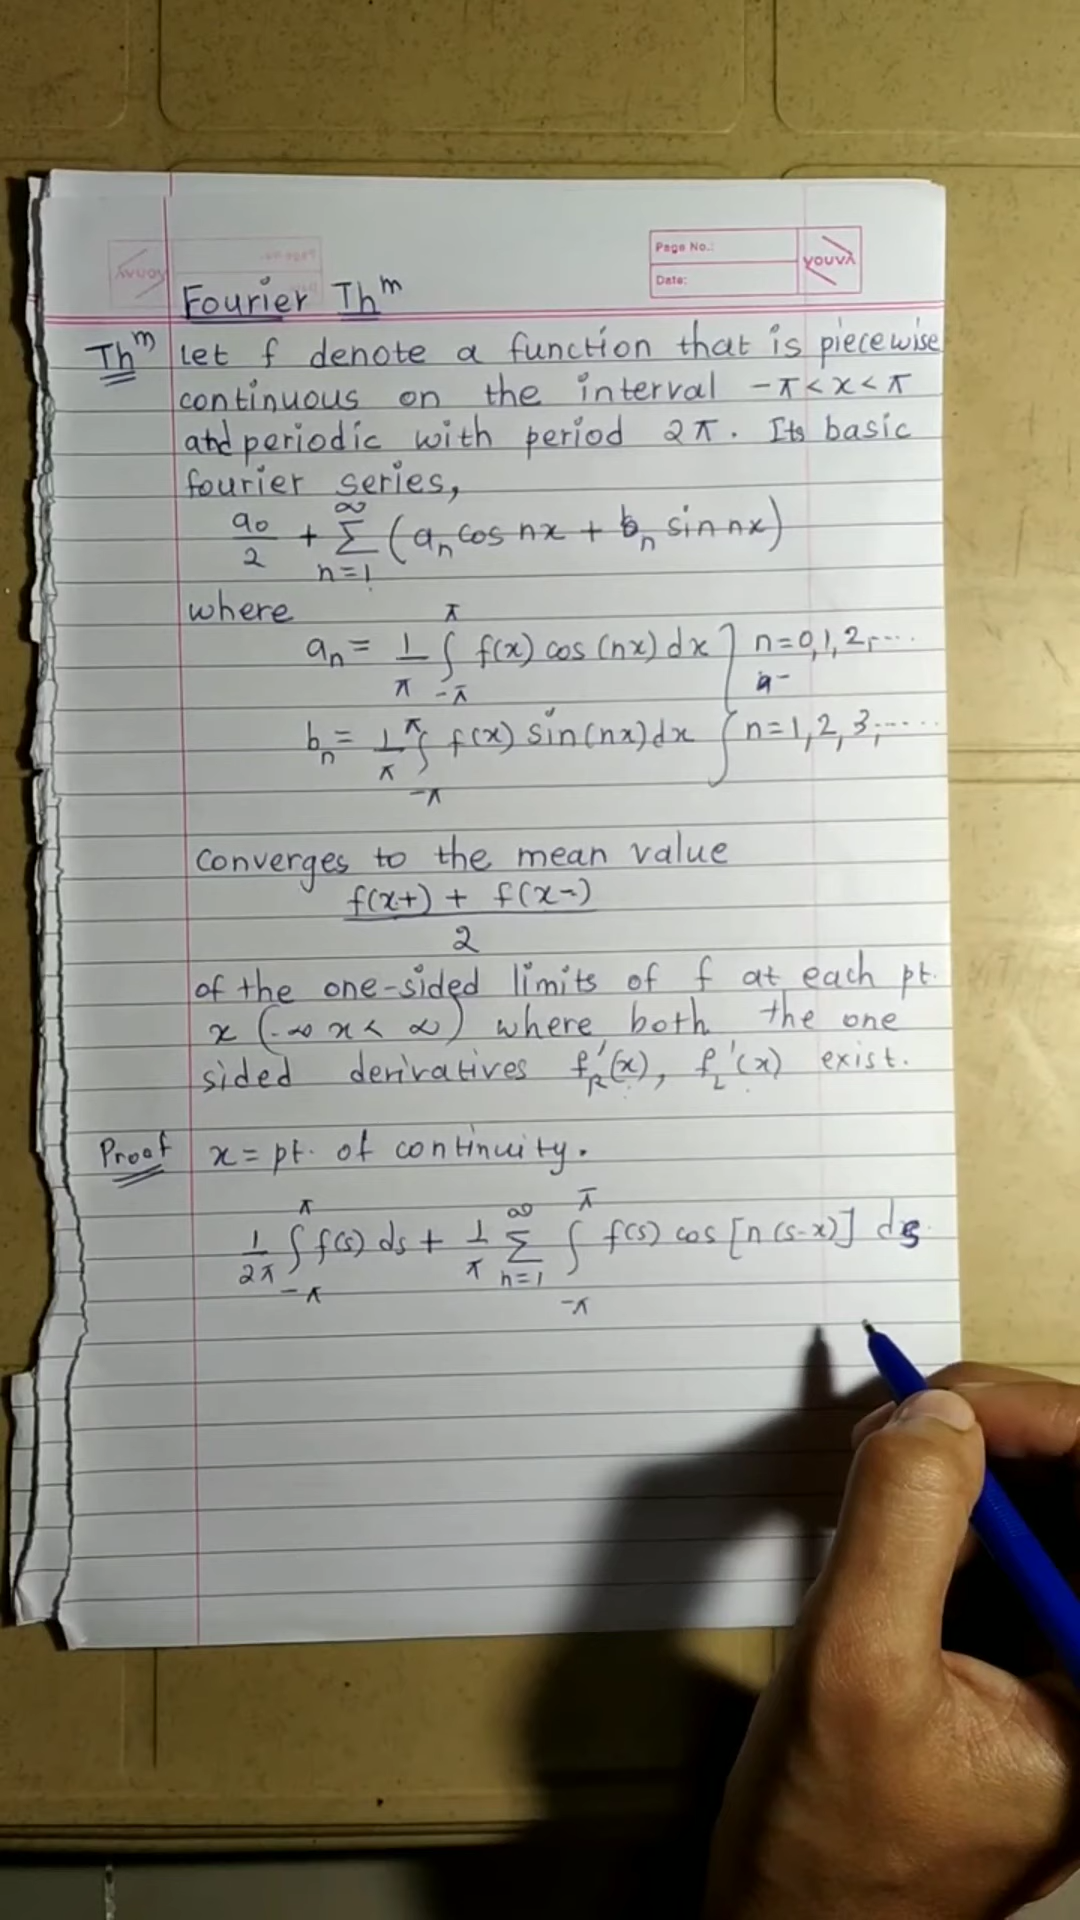 Page No.:
Date:
YOUVA
Fourier Thᵐ
Thᵐ Let f denote a function that is piecewise
continuous on the interval -π < x < π
and periodic with period 2π. Its basic
fourier series,
a₀/2 + ∑_{n=1}^{∞} (aₙ cos nx + bₙ sin nx)
where
aₙ = 1/π ∫_{-π}^{π} f(x) cos (nx) dx } n=0,1,2,....
bₙ = 1/π ∫_{-π}^{π} f(x) sin(nx) dx } n=1,2,3,.....
converges to the mean value
f(x+) + f(x-)
2
of the one-sided limits of f at each pt.
x (-∞ x < ∞) where both the one
sided derivatives f'_R(x), f'_L(x) exist.
Proof x = pt. of continuity.
1/2π ∫_{-π}^{π} f(s) ds + 1/π ∑_{n=1}^{∞} ∫_{-π}^{π} f(s) cos [n(s-x)] ds